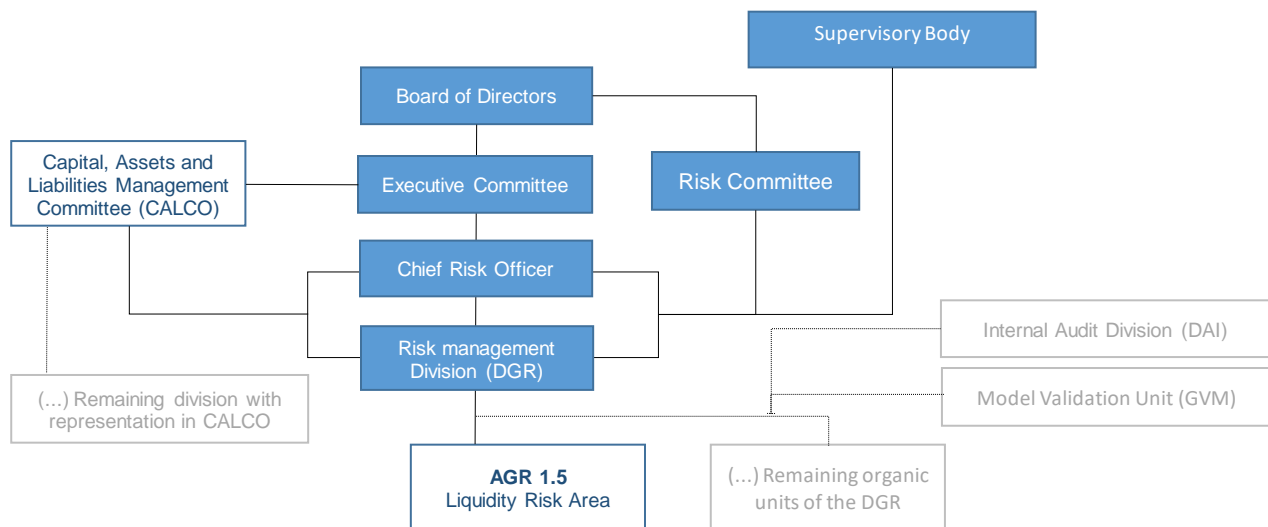 Supervisory Body
Board of Directors
Capital, Assets and
Liabilities Management
Committee (CALCO)
Executive Committee
Risk Committee
Chief Risk Officer
Internal Audit Division (DAI)
Risk management
Division (DGR)
(...) Remaining division with
representation in CALCO
Model Validation Unit (GVM)
AGR 1.5
Liquidity Risk Area
(...) Remaining organic
units of the DGR